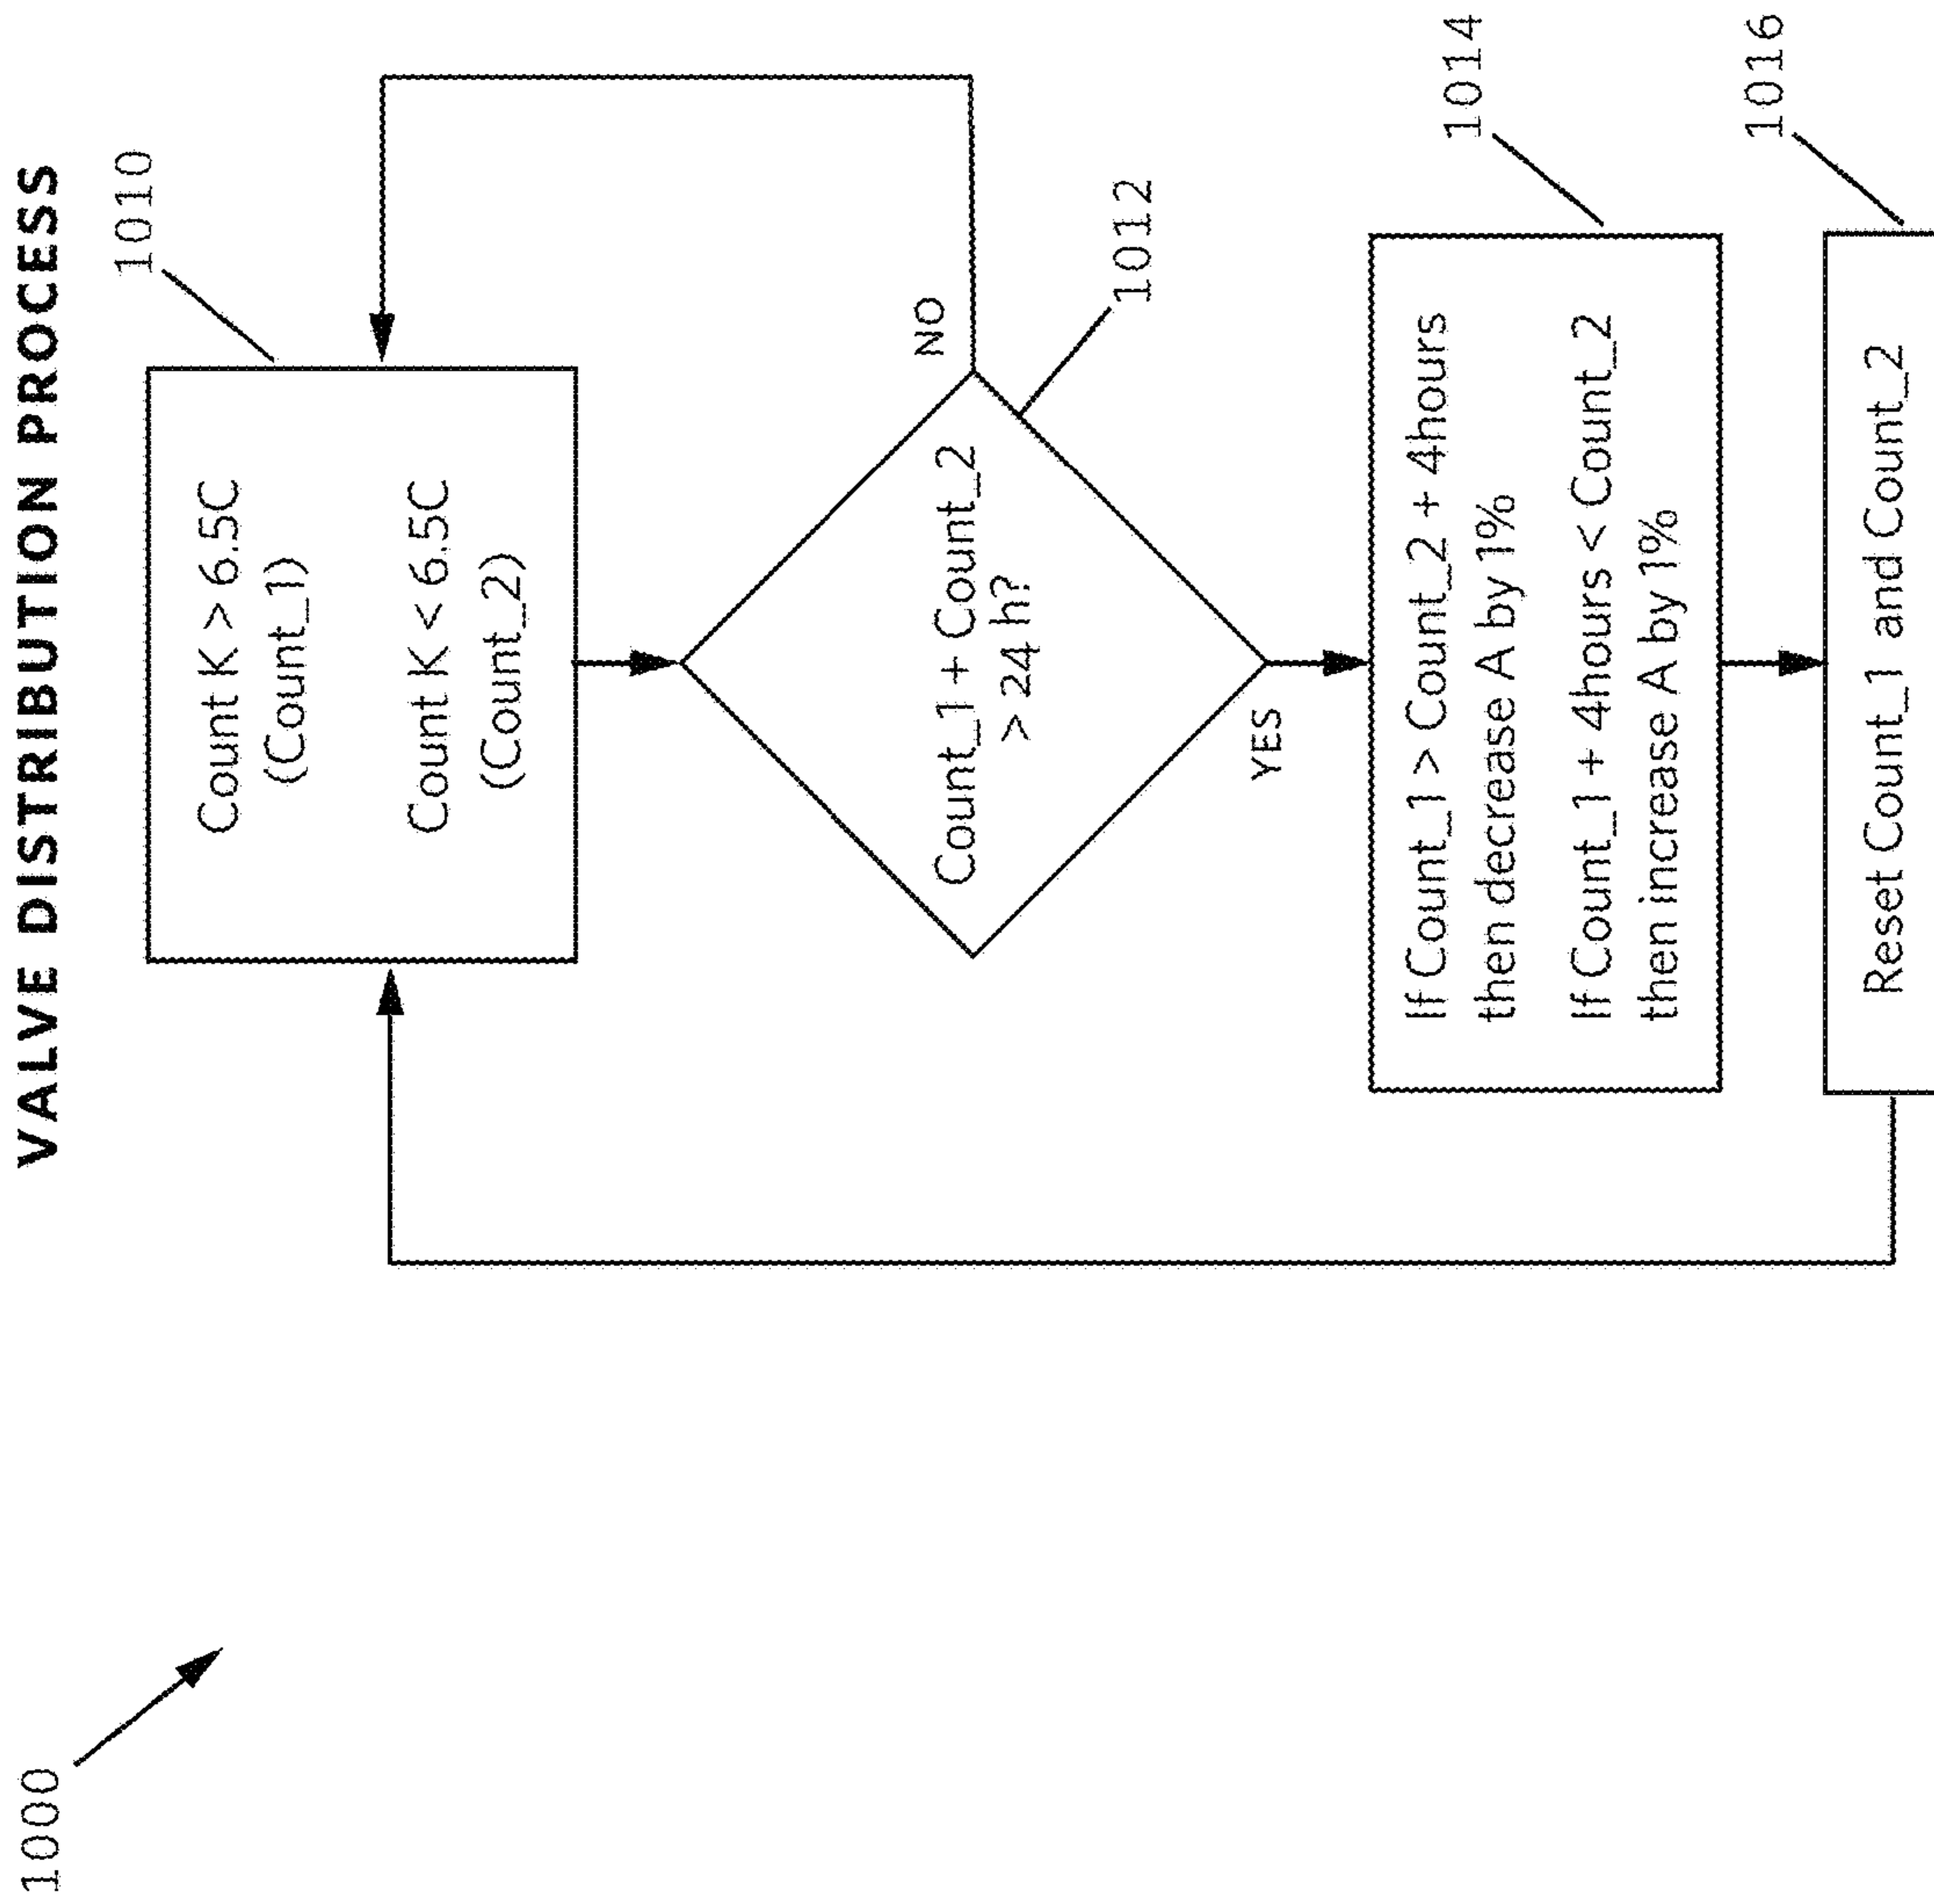 1000
VALVE DISTRIBUTION PROCESS
1010
Count K > 6.5C
(Count_1)
Count K < 6.5C
(Count_2)
NO
Count_1 + Count_2
> 24 h?
1012
YES
1014
If Count_1 > Count_2 + 4hours
then decrease A by 1%
If Count_1 + 4hours < Count_2
then increase A by 1%
1016
Reset Count_1 and Count_2